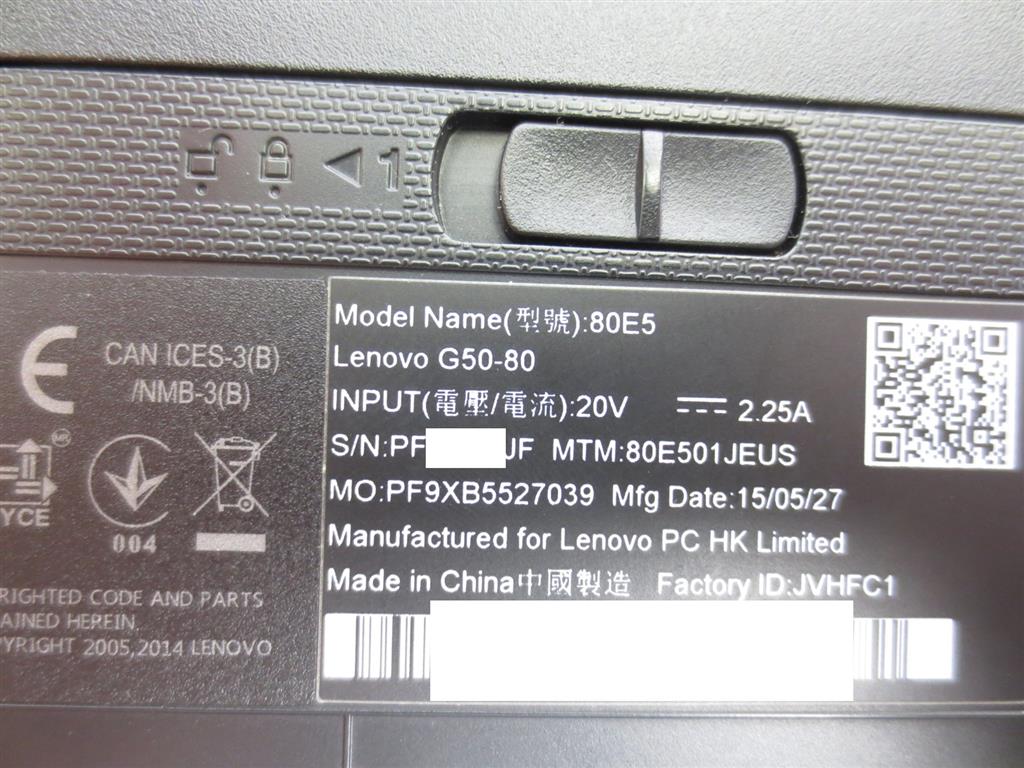 1
CAN ICES-3(B)
/NMB-3(B)
MR
YCE
004
RIGHTED CODE AND PARTS
AINED HEREIN,
PYRIGHT 2005,2014 LENOVO
Model Name(型號):80E5
Lenovo G50-80
INPUT(電壓/電流):20V 2.25A
S/N:PF JF MTM:80E501JEUS
MO:PF9XB5527039 Mfg Date:15/05/27
Manufactured for Lenovo PC HK Limited
Made in China中國製造 Factory ID:JVHFC1